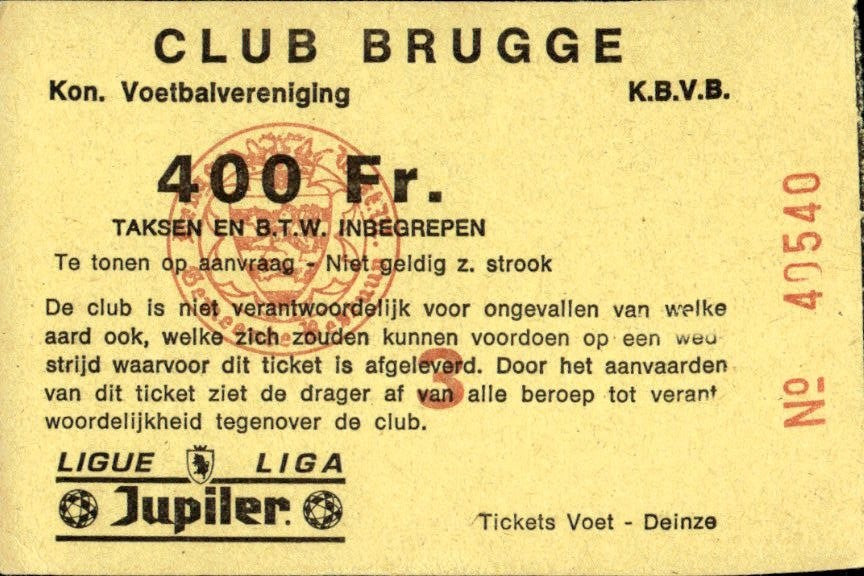 CLUB BRUGGE
Kon. Voetbalvereniging K.B.V.B.
400 Fr.
TAKSEN EN B.T.W. INBEGREPEN
Te tonen op aanvraag - Niet geldig z. strook
De club is niet verantwoordelijk voor ongevallen van welke
aard ook, welke zich zouden kunnen voordoen op een wed
strijd waarvoor dit ticket is afgeleverd. Door het aanvaarden
van dit ticket ziet de drager af van alle beroep tot verant
woordelijkheid tegenover de club.
3
LIGUE LIGA
Jupiler.
Tickets Voet - Deinze
Nº 40540